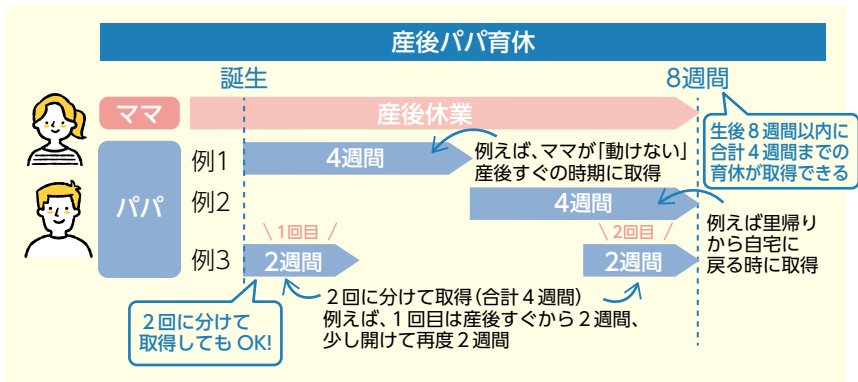 産後パパ育休
誕生
8週間
ママ
産後休業
生後8週間以内に
合計4週間までの
育休が取得できる
パパ
例1
4週間
例えば、ママが「動けない」
産後すぐの時期に取得
例2
4週間
例えば里帰り
から自宅に
戻る時に取得
例3
\ 1回目 /
2週間
\ 2回目 /
2週間
2回に分けて
取得してもOK!
2回に分けて取得(合計4週間)
例えば、1回目は産後すぐから2週間、
少し開けて再度2週間